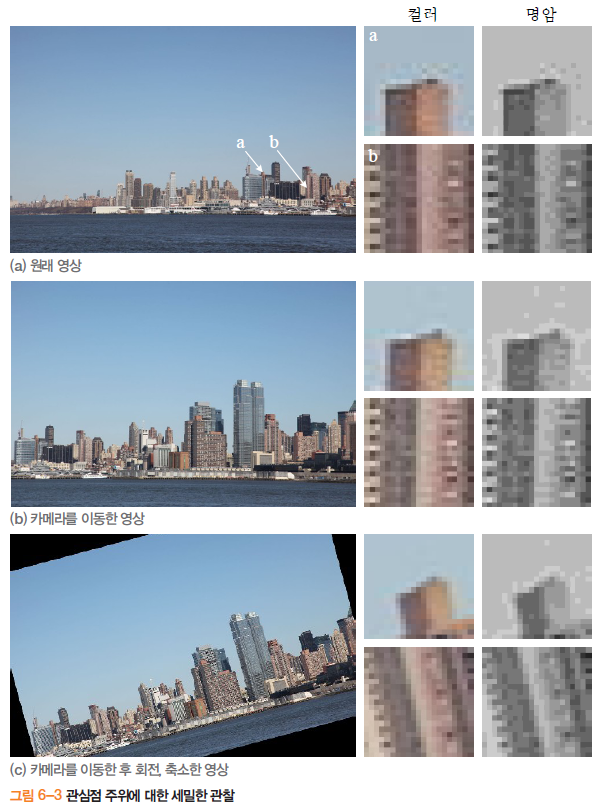 컬러 명암
a
a b
b
(a) 원래 영상
(b) 카메라를 이동한 영상
(c) 카메라를 이동한 후 회전, 축소한 영상
그림 6-3 관심점 주위에 대한 세밀한 관찰